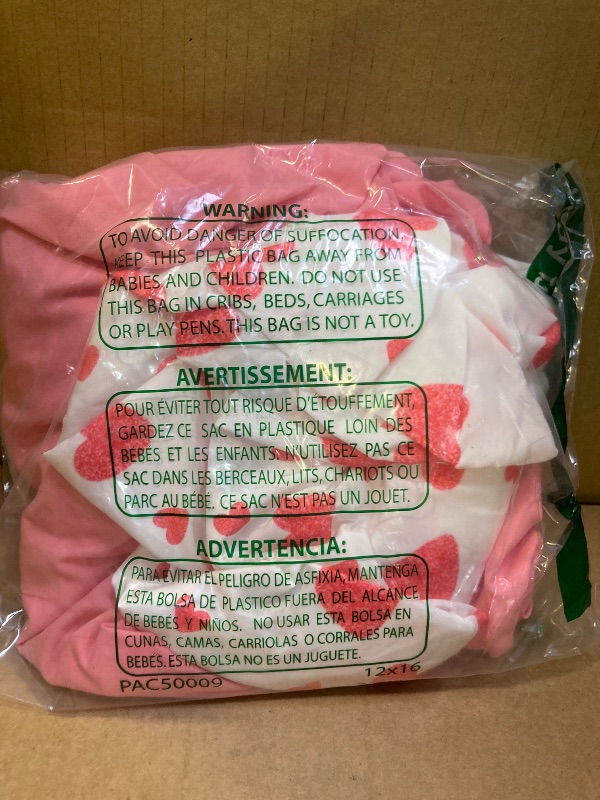 WARNING:
TO AVOID DANGER OF SUFFOCATION,
KEEP THIS PLASTIC BAG AWAY FROM
BABIES AND CHILDREN. DO NOT USE
THIS BAG IN CRIBS, BEDS, CARRIAGES
OR PLAY PENS. THIS BAG IS NOT A TOY.
AVERTISSEMENT:
POUR ÉVITER TOUT RISQUE D'ÉTOUFFEMENT,
GARDEZ CE SAC EN PLASTIQUE LOIN DES
BEBÉS ET LES ENFANTS. N'UTILISEZ PAS CE
SAC DANS LES BERCEAUX, LITS, CHARIOTS OU
PARC AU BÉBÉ. CE SAC N'EST PAS UN JOUET.
ADVERTENCIA:
PARA EVITAR EL PELIGRO DE ASFIXIA, MANTENGA
ESTA BOLSA DE PLASTICO FUERA DEL ALCANCE
DE BEBÉS Y NIÑOS. NO USAR ESTA BOLSA EN
CUNAS, CAMAS, CARRIOLAS O CORRALES PARA
BEBÉS. ESTA BOLSA NO ES UN JUGUETE.
PAC50009 12x16